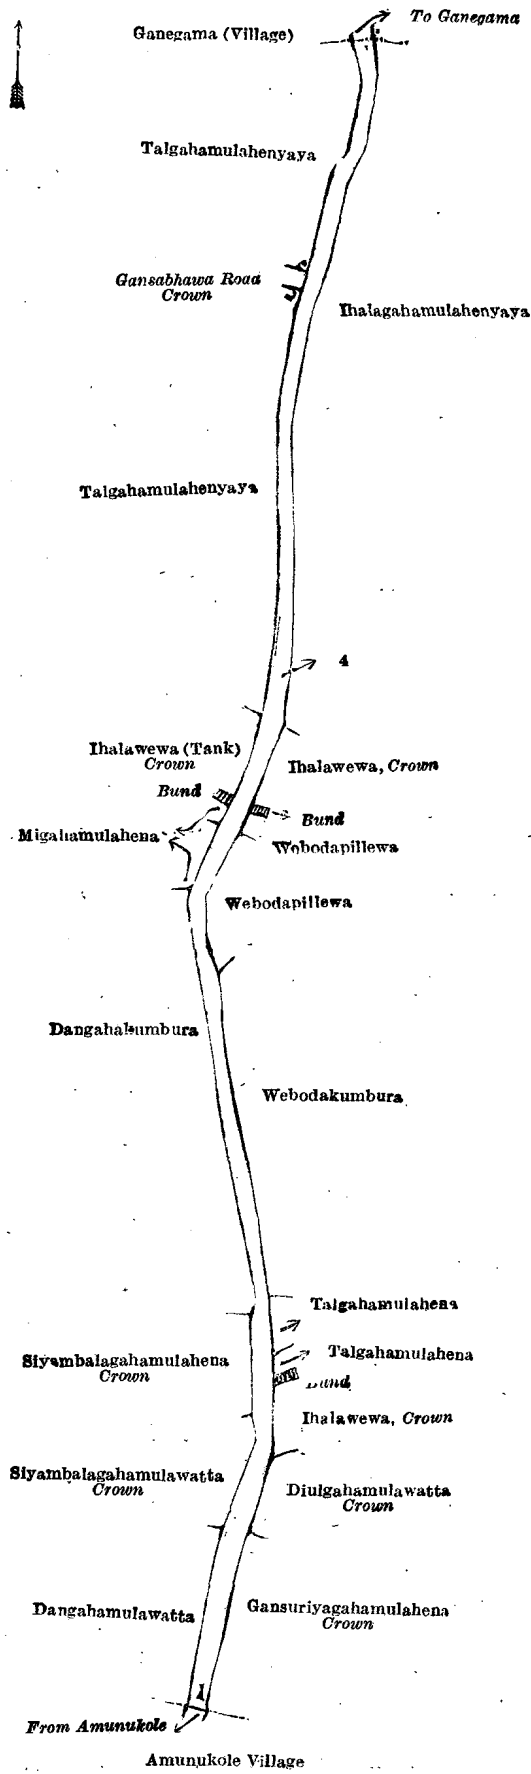 To Ganegama
Ganegama (Village)
Talgahamulahenyaya
Gansabhawa Road
Crown
Ihalagahamulahenyaya
Talgahamulahenyaya
4
Ihalawewa (Tank)
Crown
Ihalawewa, Crown
Bund
Bund
Migahamulahena
Webodapillewa
Webodapillewa
Dangahakumbura
Webodakumbura
Talgahamulahena
Talgahamulahena
Siyambalagahamulahena
Crown
Bund
Ihalawewa, Crown
Siyambalagahamulawatta
Crown
Diulgahamulawatta
Crown
Dangahamulawatta
Gansuriyagahamulahena
Crown
1
From Amunukole
Amunukole Village